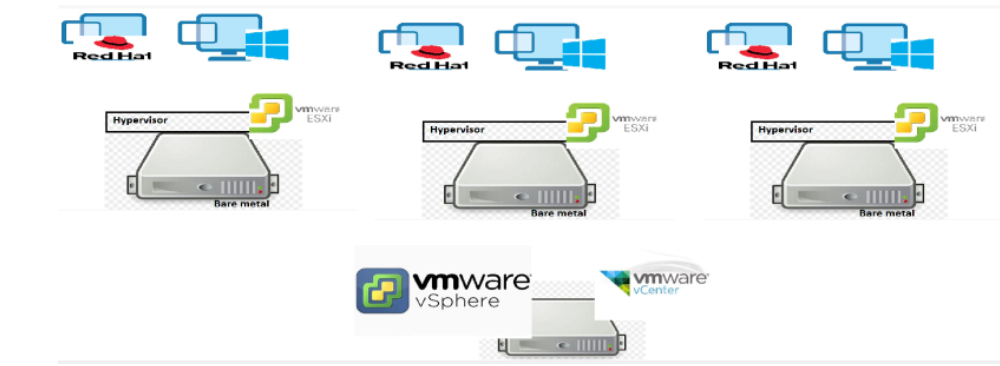 Red Hat
Red Hat
Red Hat
vmware
ESXi
Hypervisor
Bare metal
vmware
ESXi
Hypervisor
Bare metal
vmware
ESXi
Hypervisor
Bare metal
vmware
vSphere
vmware
vCenter